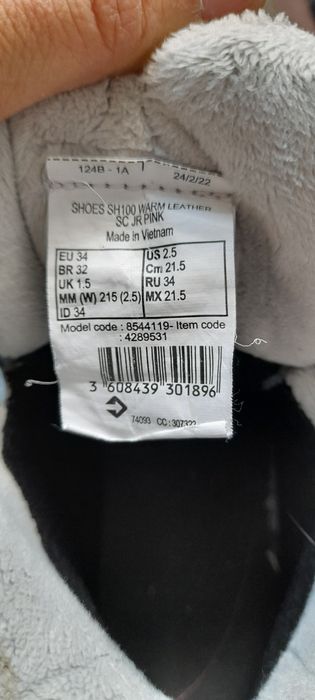 124B - 1A 24/2/22
SHOES SH100 WARM LEATHER
SC JR PINK
Made in Vietnam
EU 34 US 2.5
BR 32 Cm 21.5
UK 1.5 RU 34
MM (W) 215 (2.5) MX 21.5
ID 34
Model code : 8544119- Item code
: 4289531
3 608439 301896
74093 CC : 307322